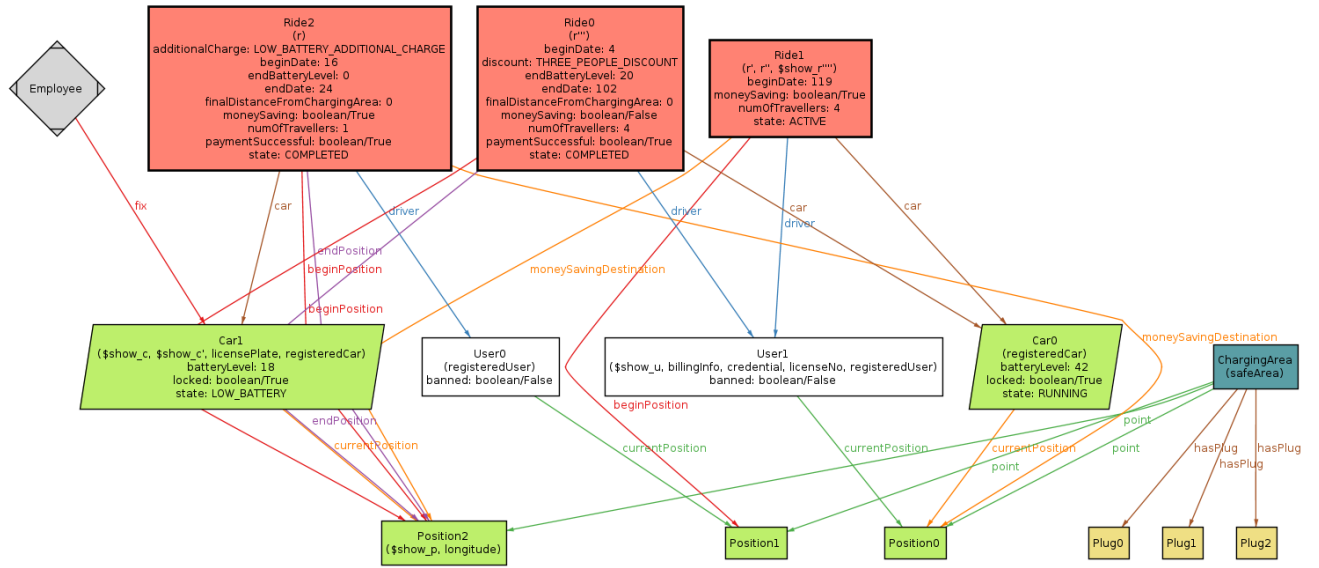 Ride2
(r)
additionalCharge: LOW_BATTERY_ADDITIONAL_CHARGE
beginDate: 16
endBatteryLevel: 0
endDate: 24
finalDistanceFromChargingArea: 0
moneySaving: boolean/True
numOfTravellers: 1
paymentSuccessful: boolean/True
state: COMPLETED
Ride0
(r''')
beginDate: 4
discount: THREE_PEOPLE_DISCOUNT
endBatteryLevel: 20
endDate: 102
finalDistanceFromChargingArea: 0
moneySaving: boolean/False
numOfTravellers: 4
paymentSuccessful: boolean/True
state: COMPLETED
Ride1
(r', r'', $show_r'''')
beginDate: 119
moneySaving: boolean/True
numOfTravellers: 4
state: ACTIVE
Employee
fix
car
driver
driver
car
driver
car
endPosition
beginPosition
moneySavingDestination
beginPosition
moneySavingDestination
Car1
($show_c, $show_c', licensePlate, registeredCar)
batteryLevel: 18
locked: boolean/True
state: LOW_BATTERY
User0
(registeredUser)
banned: boolean/False
User1
($show_u, billingInfo, credential, licenseNo, registeredUser)
banned: boolean/False
Car0
(registeredCar)
batteryLevel: 42
locked: boolean/True
state: RUNNING
ChargingArea
(safeArea)
beginPosition
endPosition
currentPosition
currentPosition
currentPosition
currentPosition
point
point
point
hasPlug
hasPlug
hasPlug
Position2
($show_p, longitude)
Position1
Position0
Plug0
Plug1
Plug2